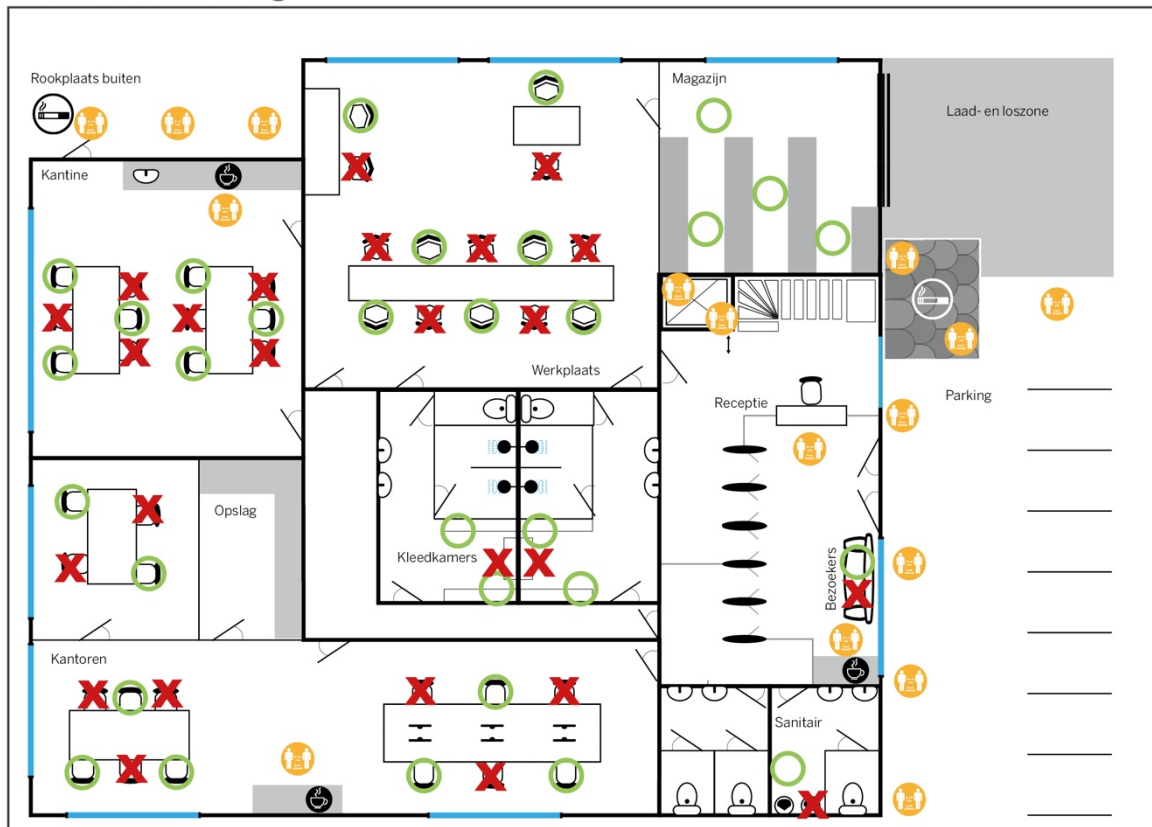 Rookplaats buiten
Magazijn
Laad- en loszone
Kantine
Werkplaats
Receptie
Parking
Opslag
Kleedkamers
Bezoekers
Kantoren
Sanitair